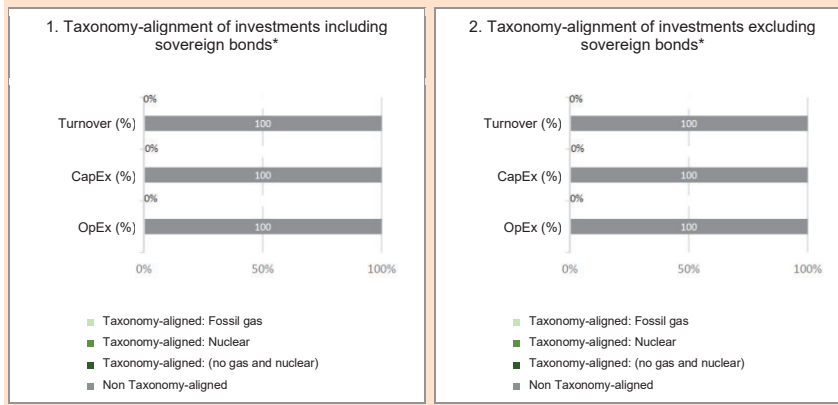 1. Taxonomy-alignment of investments including
sovereign bonds*
0%
Turnover (%)
100
0%
CapEx (%)
100
0%
OpEx (%)
100
0%
50%
100%
Taxonomy-aligned: Fossil gas
Taxonomy-aligned: Nuclear
Taxonomy-aligned: (no gas and nuclear)
Non Taxonomy-aligned
2. Taxonomy-alignment of investments excluding
sovereign bonds*
0%
Turnover (%)
100
0%
CapEx (%)
100
0%
OpEx (%)
100
0%
50%
100%
Taxonomy-aligned: Fossil gas
Taxonomy-aligned: Nuclear
Taxonomy-aligned: (no gas and nuclear)
Non Taxonomy-aligned